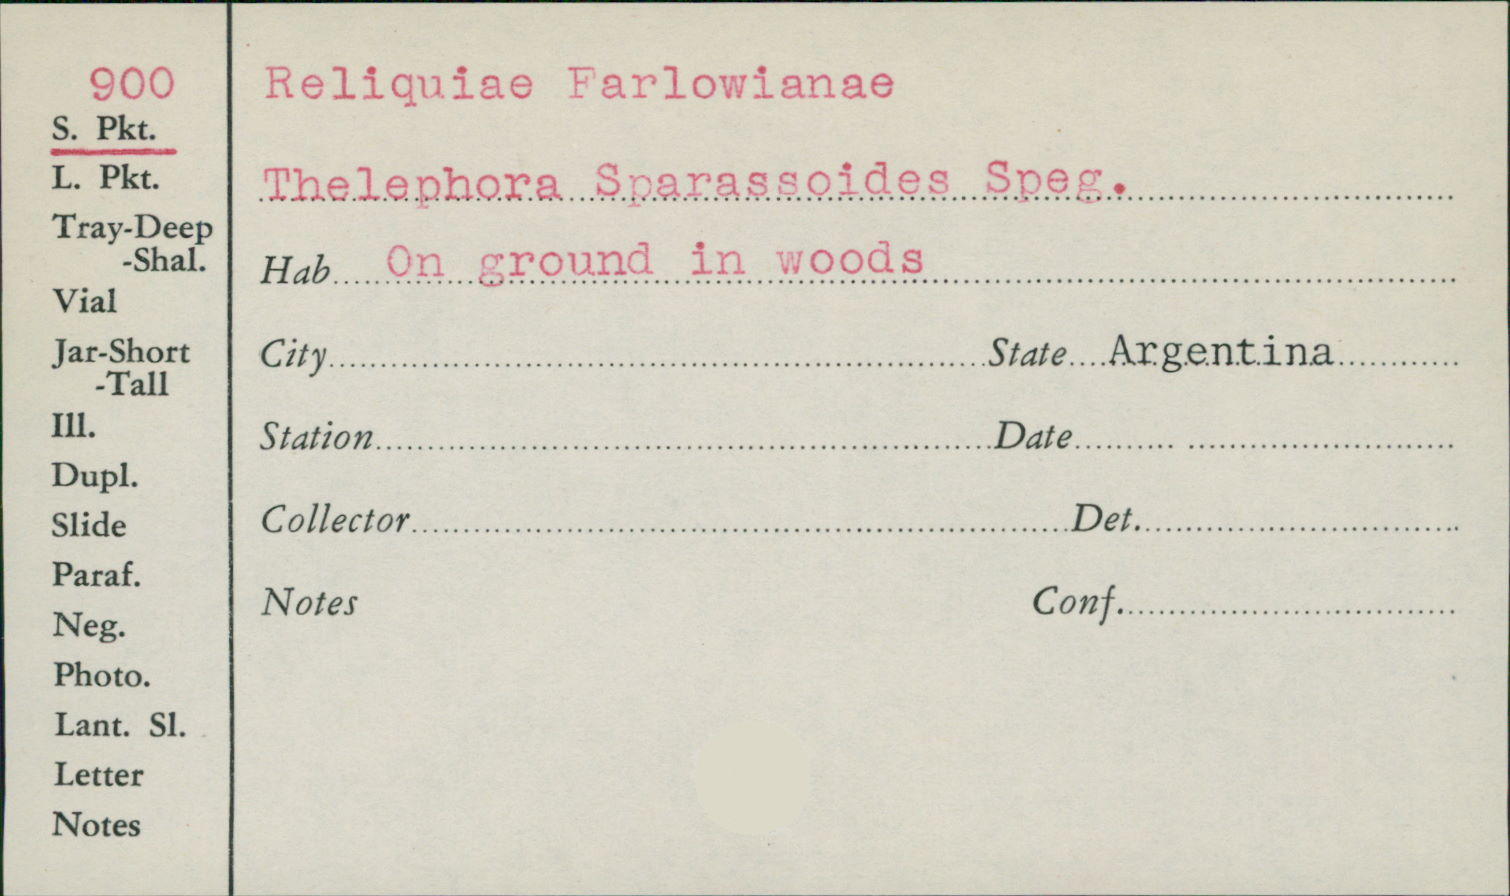 900
S. Pkt.
L. Pkt.
Tray-Deep
-Shal.
Vial
Jar-Short
-Tall
Ill.
Dupl.
Slide
Paraf.
Neg.
Photo.
Lant. Sl.
Letter
Notes
Reliquiae Farlowianae
Thelephora Sparassoides Speg.
Hab On ground in woods
City State Argentina
Station Date
Collector Det.
Notes Conf.